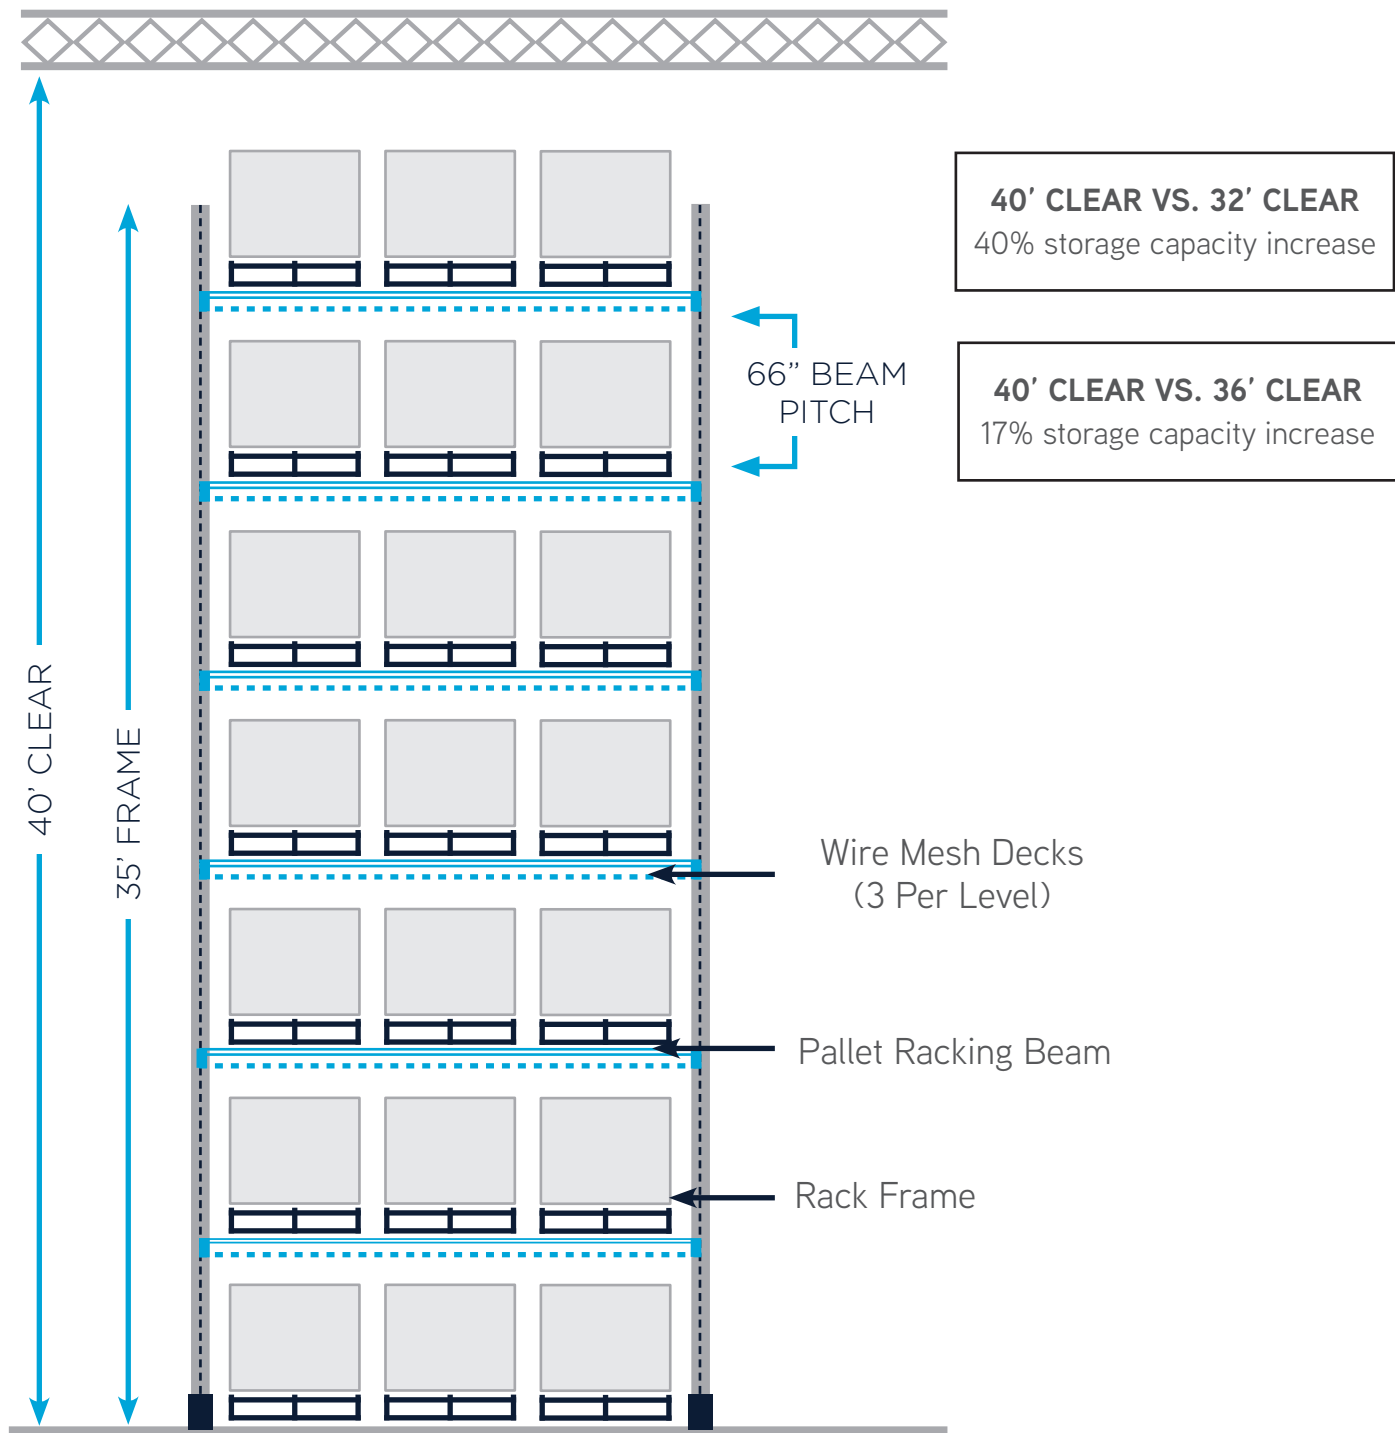 40' CLEAR VS. 32' CLEAR
40% storage capacity increase
66” BEAM
PITCH
40' CLEAR VS. 36' CLEAR
17% storage capacity increase
40' CLEAR
35' FRAME
Wire Mesh Decks
(3 Per Level)
Pallet Racking Beam
Rack Frame